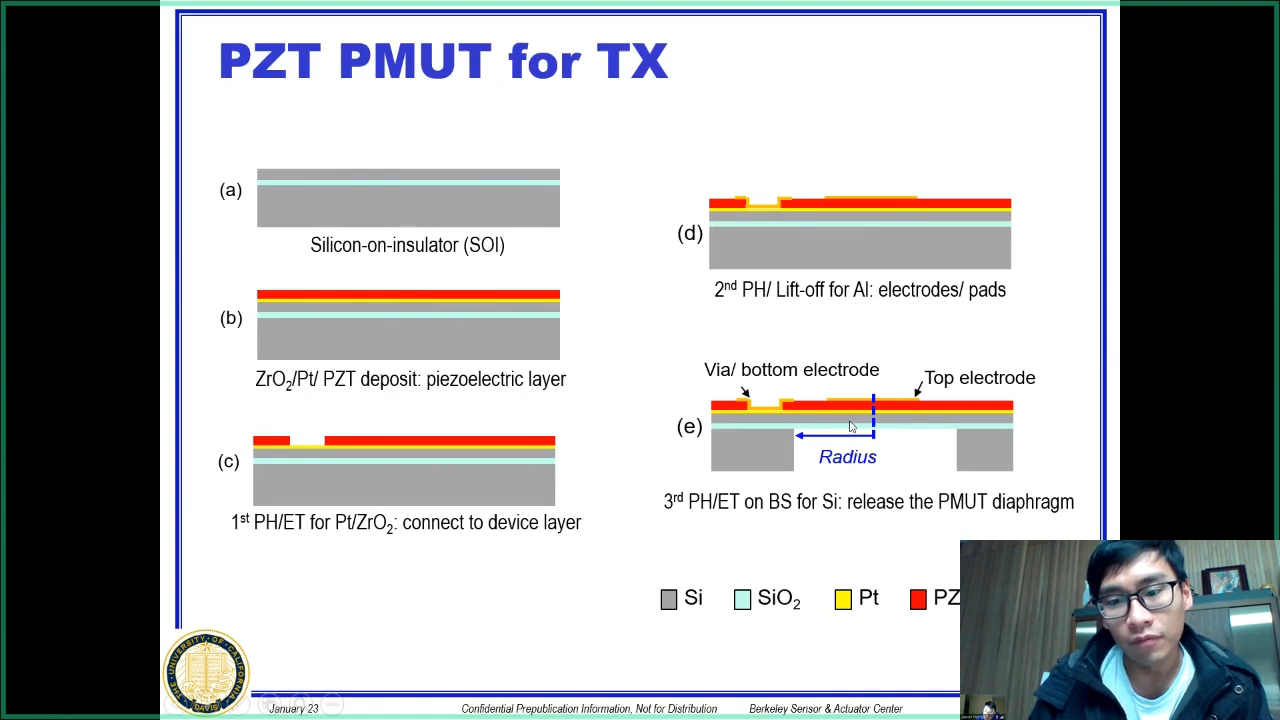 PZT PMUT for TX
(a)
Silicon-on-insulator (SOI)
(b)
ZrO2/Pt/ PZT deposit: piezoelectric layer
(c)
1st PH/ET for Pt/ZrO2: connect to device layer
(d)
2nd PH/ Lift-off for Al: electrodes/ pads
Via/ bottom electrode
Top electrode
(e)
Radius
3rd PH/ET on BS for Si: release the PMUT diaphragm
Si SiO2 Pt PZ
January 23
Confidential Prepublication Information, Not for Distribution
Berkeley Sensor & Actuator Center